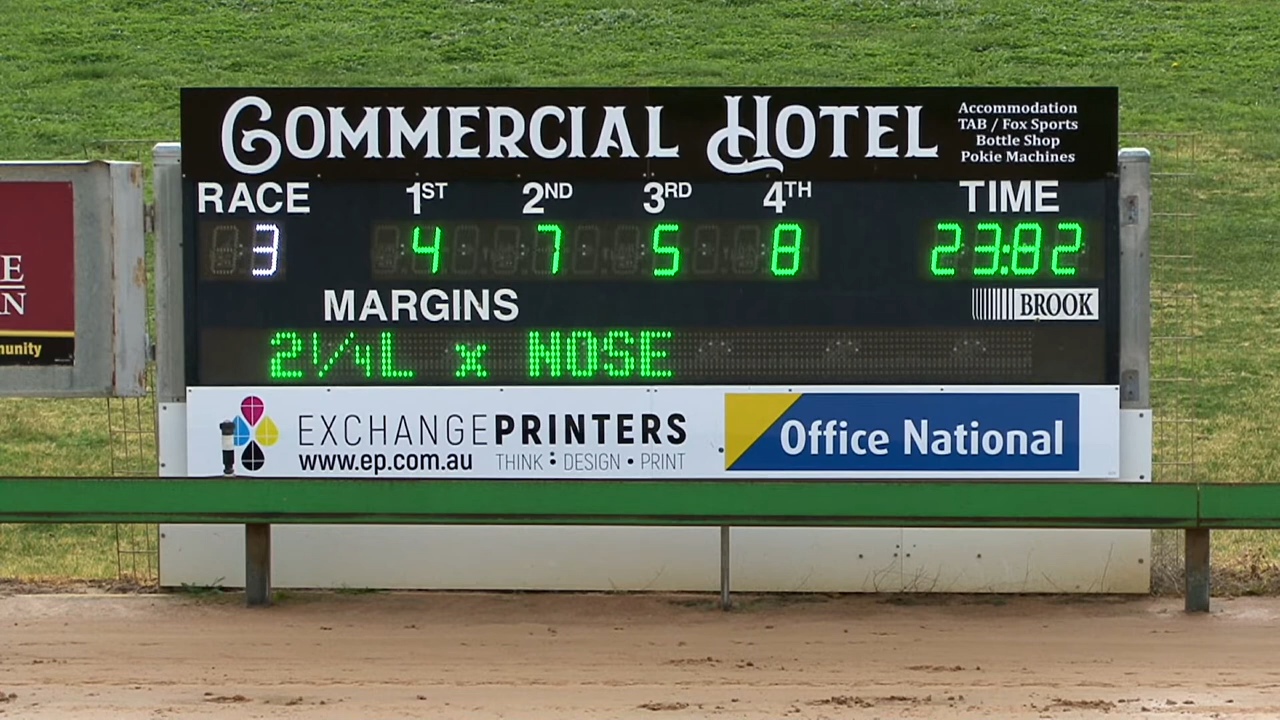 COMMERCIAL HOTEL
Accommodation
TAB / Fox Sports
Bottle Shop
Pokie Machines
RACE 1ST 2ND 3RD 4TH TIME
3 4 7 5 8 23:82
MARGINS
BROOK
2¼L x NOSE
E
N
munity
EXCHANGEPRINTERS
www.ep.com.au THINK • DESIGN • PRINT
Office National